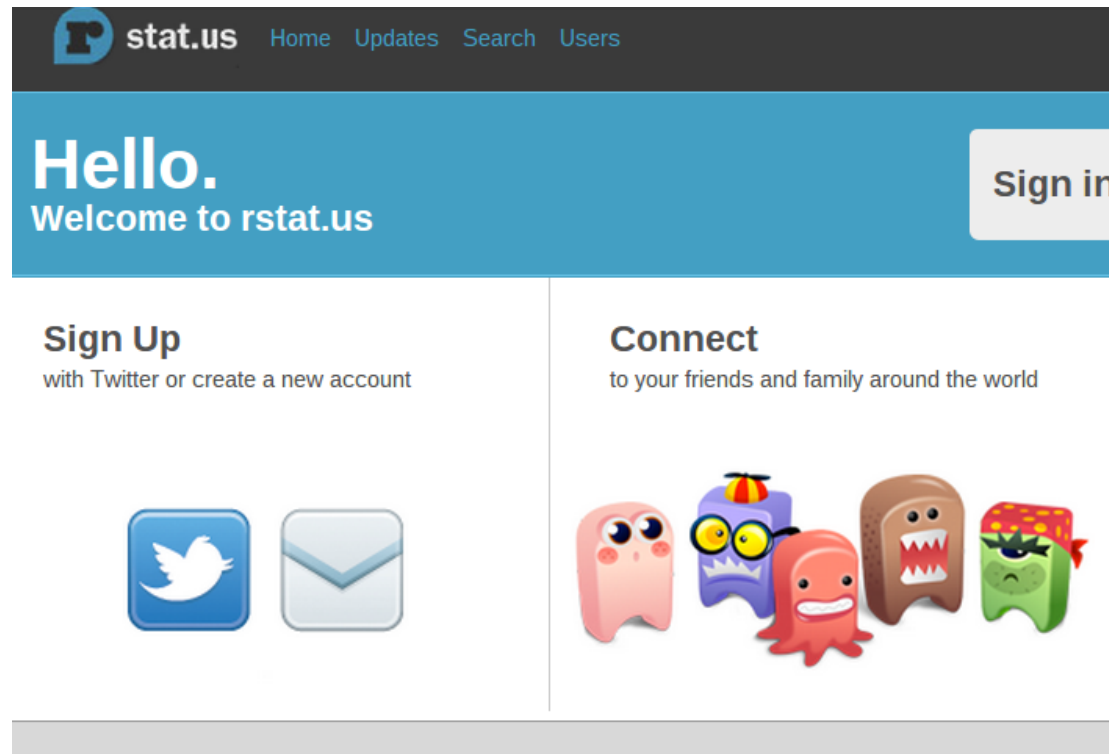 r stat.us Home Updates Search Users
Hello.
Welcome to rstat.us
Sign in
Sign Up
with Twitter or create a new account
Connect
to your friends and family around the world